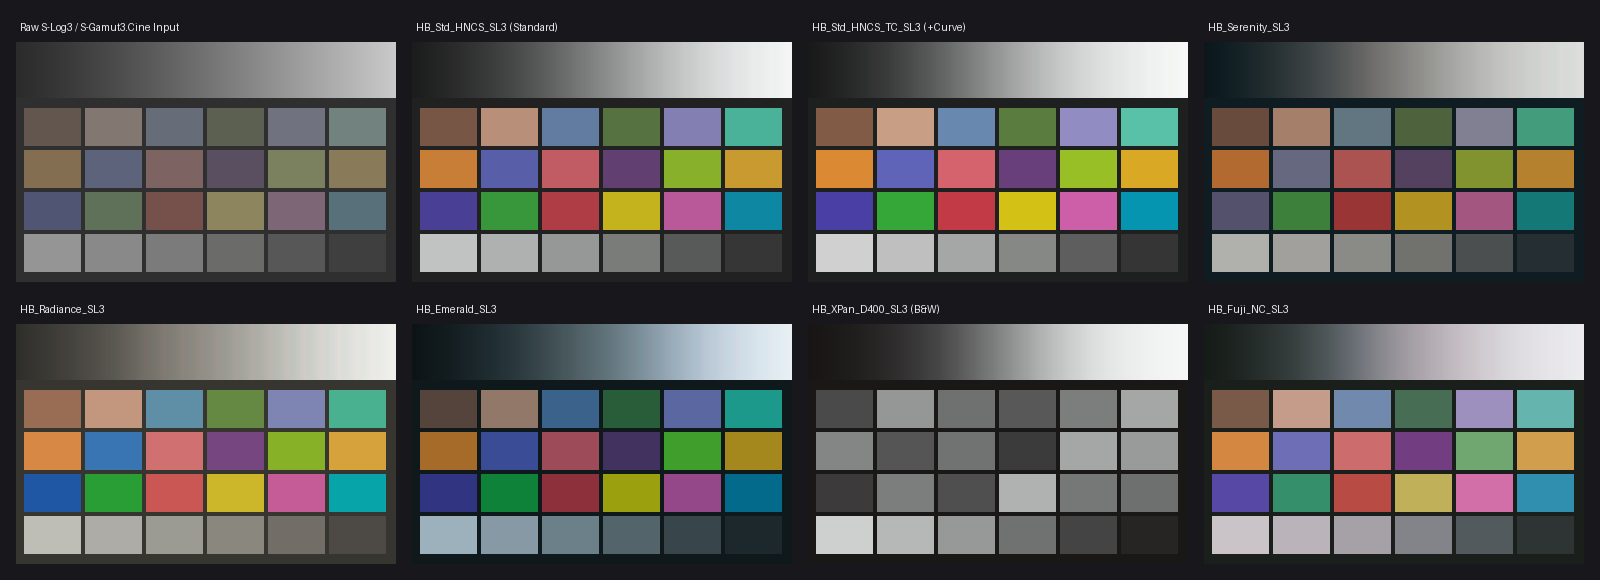 Raw S-Log3 / S-Gamut3.Cine Input
HB_Std_HNCS_SL3 (Standard)
HB_Std_HNCS_TC_SL3 (+Curve)
HB_Serenity_SL3
HB_Radiance_SL3
HB_Emerald_SL3
HB_XPan_D400_SL3 (B&W)
HB_Fuji_NC_SL3